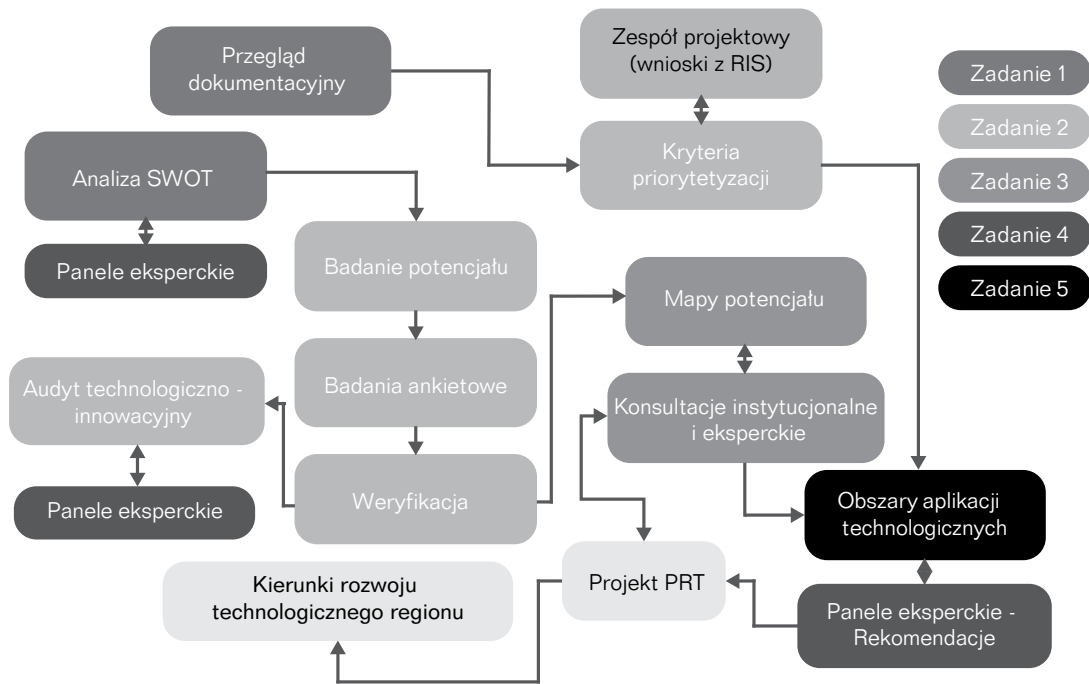 Przegląd
dokumentacyjny
Zespół projektowy
(wnioski z RIS)
Zadanie 1
Zadanie 2
Zadanie 3
Zadanie 4
Zadanie 5
Analiza SWOT
Kryteria
priorytetyzacji
Panele eksperckie
Badanie potencjału
Mapy potencjału
Audyt technologiczno -
innowacyjny
Badania ankietowe
Konsultacje instytucjonalne
i eksperckie
Panele eksperckie
Weryfikacja
Obszary aplikacji
technologicznych
Kierunki rozwoju
technologicznego regionu
Projekt PRT
Panele eksperckie -
Rekomendacje